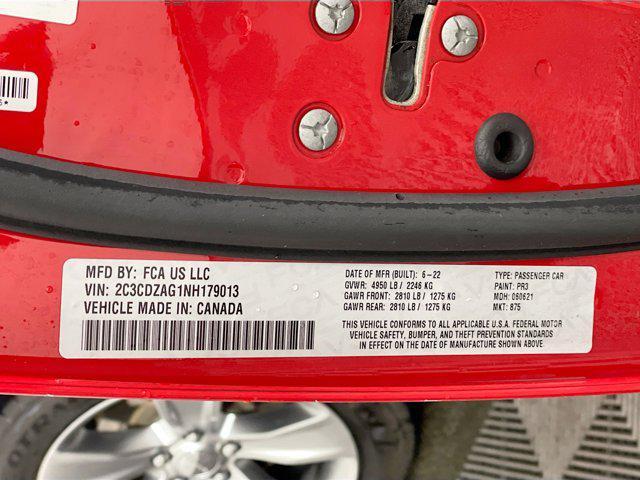 MFD BY: FCA US LLC
VIN: 2C3CDZAG1NH179013
VEHICLE MADE IN: CANADA
DATE OF MFR (BUILT): 6-22
GVWR: 4950 LB / 2246 KG
GAWR FRONT: 2810 LB / 1275 KG
GAWR REAR: 2810 LB / 1275 KG
TYPE: PASSENGER CAR
PAINT: PR3
MDH: 060621
MKT: 875
THIS VEHICLE CONFORMS TO ALL APPLICABLE U.S.A. FEDERAL MOTOR
VEHICLE SAFETY, BUMPER, AND THEFT PREVENTION STANDARDS
IN EFFECT ON THE DATE OF MANUFACTURE SHOWN ABOVE